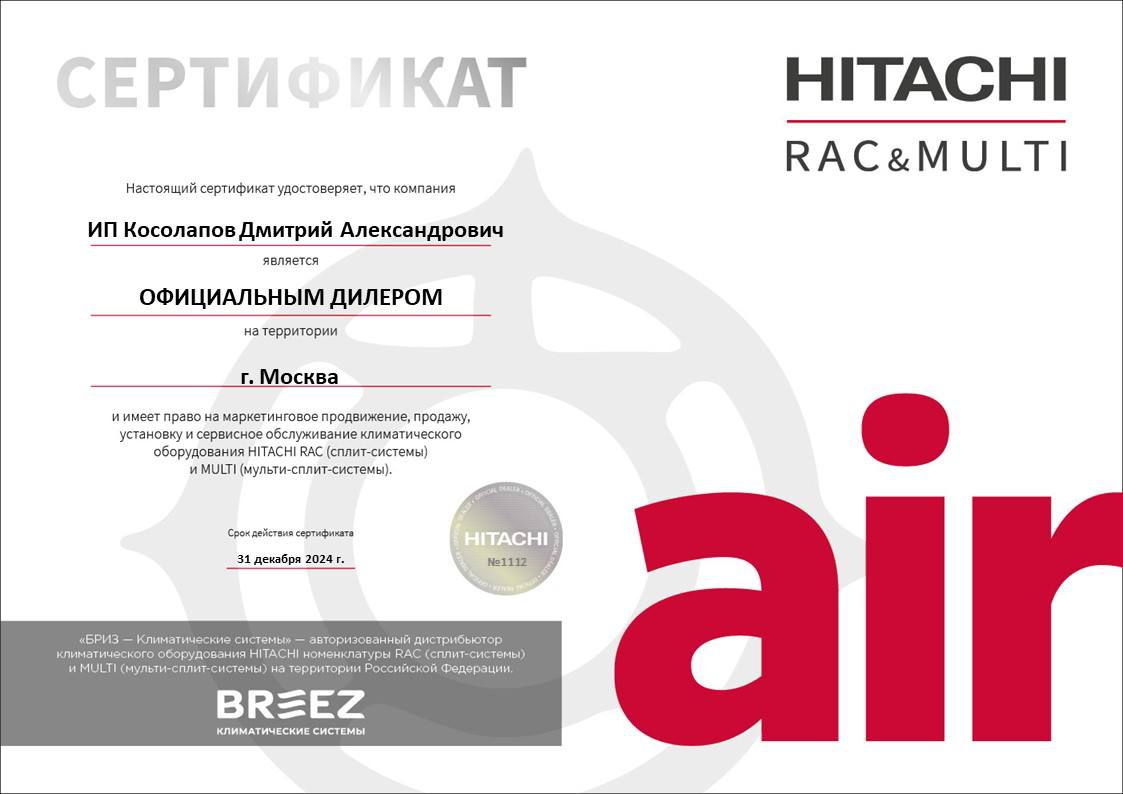 СЕРТИФИКАТ
HITACHI
RAC&MULTI
Настоящий сертификат удостоверяет, что компания
ИП Косолапов Дмитрий Александрович
является
ОФИЦИАЛЬНЫМ ДИЛЕРОМ
на территории
г. Москва
и имеет право на маркетинговое продвижение, продажу,
установку и сервисное обслуживание климатического
оборудования HITACHI RAC (сплит-системы)
и MULTI (мульти-сплит-системы).
Срок действия сертификата
31 декабря 2024 г.
OFFICIAL DEALER • OFFICIAL DEALER • OFFICIAL DEALER • OFFICIAL DEALER •
HITACHI
№1112
air
«БРИЗ — Климатические системы» — авторизованный дистрибьютор
климатического оборудования HITACHI номенклатуры RAC (сплит-системы)
и MULTI (мульти-сплит-системы) на территории Российской Федерации.
BREEZ
КЛИМАТИЧЕСКИЕ СИСТЕМЫ